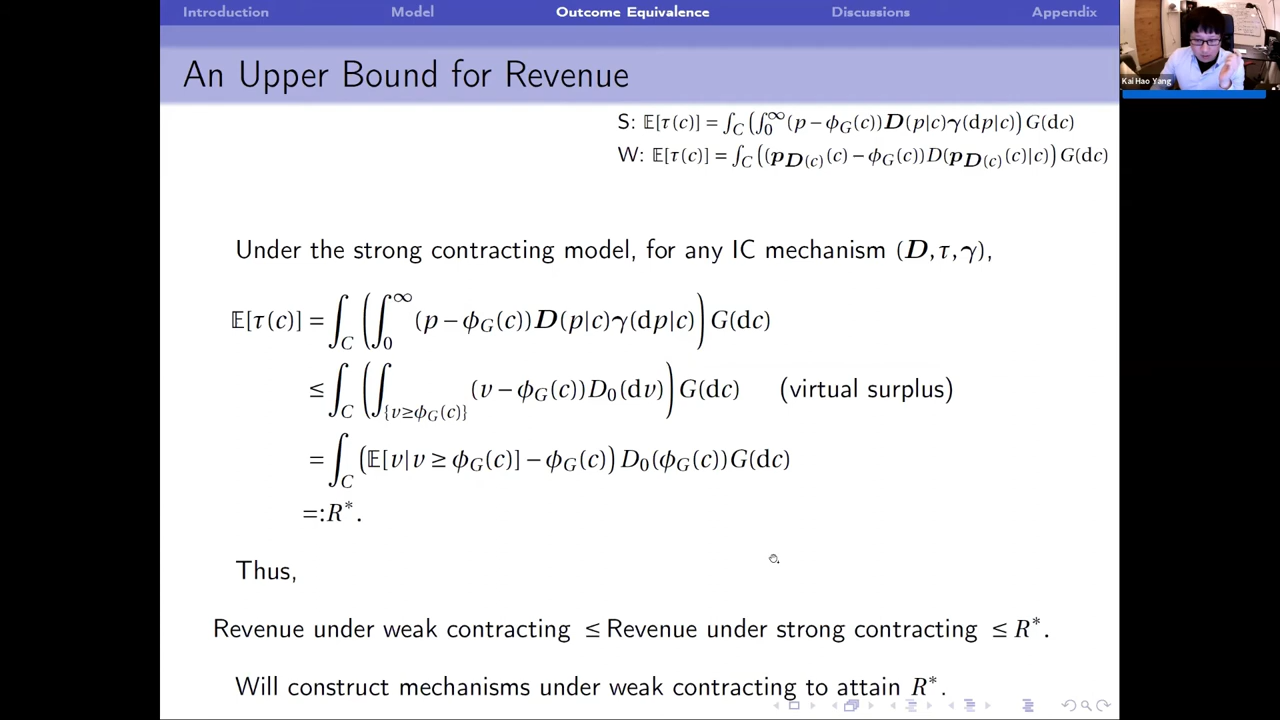 Introduction Model Outcome Equivalence Discussions Appendix
Kai Hao Yang
An Upper Bound for Revenue
S: 𝔼[τ(c)] = ∫_C (∫_0^∞ (p − ϕ_G(c))𝑫(p|c)𝜸(dp|c)) G(dc)
W: 𝔼[τ(c)] = ∫_C ((𝒑_{𝑫(c)}(c) − ϕ_G(c))D(𝒑_{𝑫(c)}(c)|c)) G(dc)
Under the strong contracting model, for any IC mechanism (𝑫, τ, 𝜸),
𝔼[τ(c)] = ∫_C (∫_0^∞ (p − ϕ_G(c))𝑫(p|c)𝜸(dp|c)) G(dc)
≤ ∫_C (∫_{{v≥ϕ_G(c)}} (v − ϕ_G(c))D_0(dv)) G(dc) (virtual surplus)
= ∫_C (𝔼[v|v ≥ ϕ_G(c)] − ϕ_G(c)) D_0(ϕ_G(c))G(dc)
=: R*.
Thus,
Revenue under weak contracting ≤ Revenue under strong contracting ≤ R*.
Will construct mechanisms under weak contracting to attain R*.